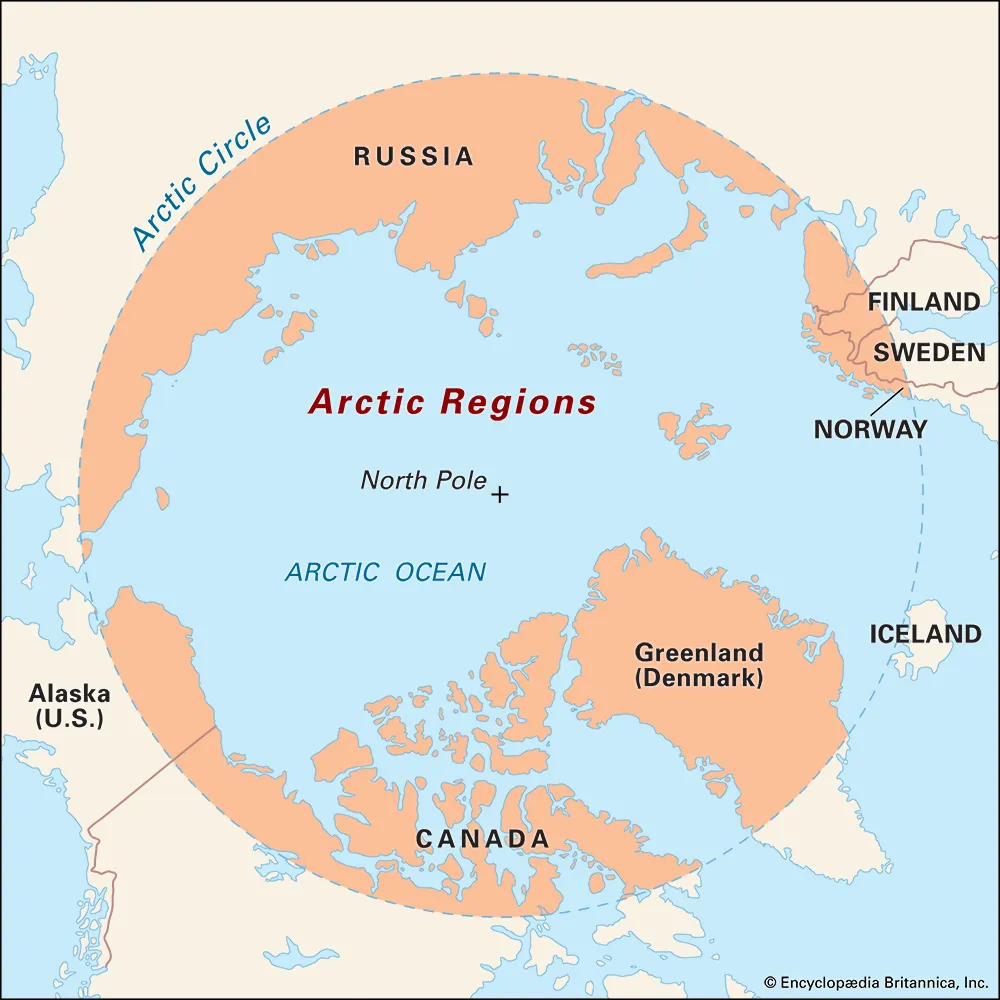 Arctic Circle
RUSSIA
FINLAND
SWEDEN
Arctic Regions
NORWAY
North Pole
ARCTIC OCEAN
ICELAND
Greenland
(Denmark)
Alaska
(U.S.)
CANADA
© Encyclopædia Britannica, Inc.